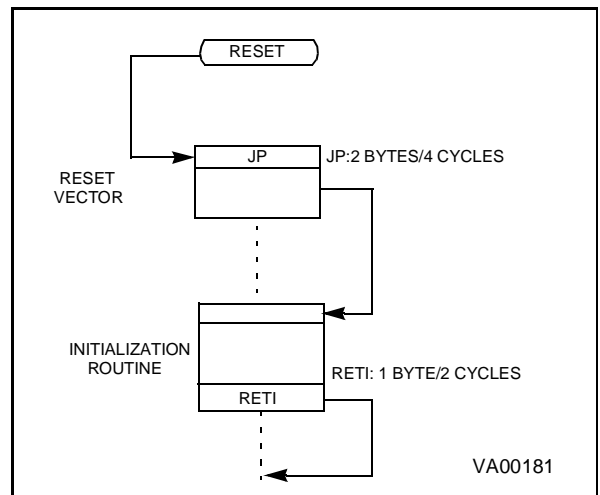 RESET
JP
JP:2 BYTES/4 CYCLES
RESET
VECTOR
INITIALIZATION
ROUTINE
RETI: 1 BYTE/2 CYCLES
RETI
VA00181